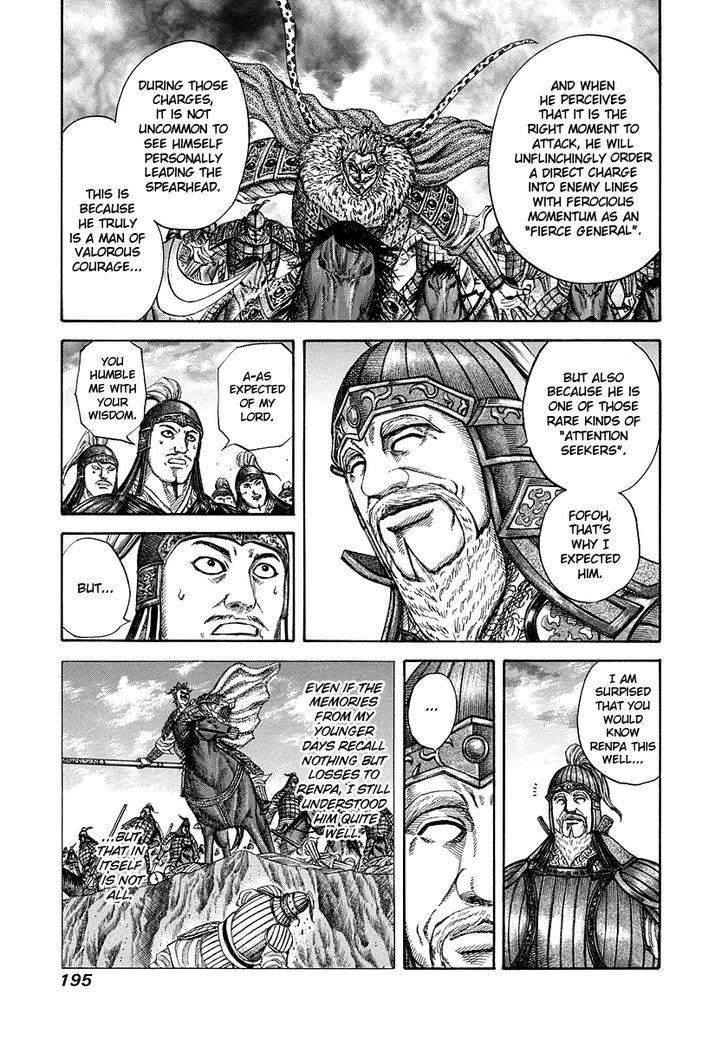 AND WHEN
HE PERCEIVES
THAT IT IS THE
RIGHT MOMENT TO
ATTACK, HE WILL
UNFLINCHINGLY ORDER
A DIRECT CHARGE
INTO ENEMY LINES
WITH FEROCIOUS
MOMENTUM AS AN
"FIERCE GENERAL".
DURING THOSE
CHARGES,
IT IS NOT
UNCOMMON TO
SEE HIMSELF
PERSONALLY
LEADING THE
SPEARHEAD.
THIS IS
BECAUSE
HE TRULY
IS A MAN OF
VALOROUS
COURAGE...
BUT ALSO
BECAUSE HE IS
ONE OF THOSE
RARE KINDS OF
"ATTENTION
SEEKERS".
FOFOH,
THAT'S
WHY I
EXPECTED
HIM.
A-AS
EXPECTED
OF MY
LORD.
YOU
HUMBLE
ME WITH
YOUR
WISDOM.
BUT...
I AM
SURPISED
THAT YOU
WOULD
KNOW
RENPA THIS
WELL...
...
EVEN IF THE
MEMORIES
FROM MY
YOUNGER
DAYS RECALL
NOTHING BUT
LOSSES TO
RENPA, I STILL
UNDERSTOOD
HIM QUITE
WELL.
...BUT
THAT IN
ITSELF
IS NOT
ALL.
195